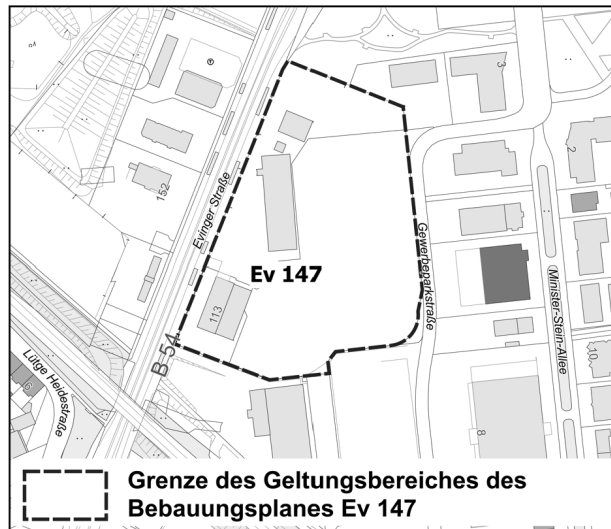 3
2
152
Evinger Straße
Gewerbeparkstraße
Ev 147
Minister-Stein-Allee
113
B 54
Lütge Heidestraße
6
10
8
Grenze des Geltungsbereiches des
Bebauungsplanes Ev 147